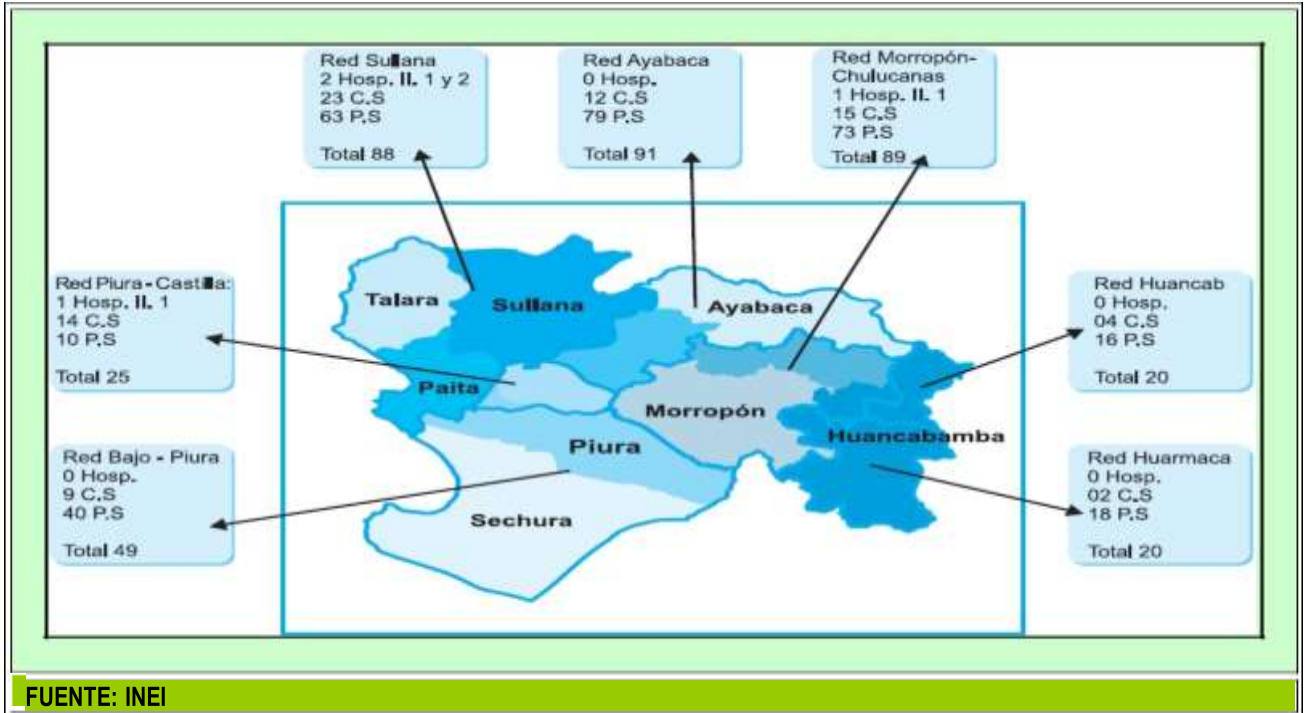 Red Sullana
2 Hosp. II. 1 y 2
23 C.S
63 P.S
Total 88
Red Ayabaca
0 Hosp.
12 C.S
79 P.S
Total 91
Red Morropón-
Chulucanas
1 Hosp. II. 1
15 C.S
73 P.S
Total 89
Red Piura - Castilla:
1 Hosp. II. 1
14 C.S
10 P.S
Total 25
Red Bajo - Piura
0 Hosp.
9 C.S
40 P.S
Total 49
Talara
Sullana
Ayabaca
Paita
Morropón
Piura
Huancabamba
Sechura
Red Huancab
0 Hosp.
04 C.S
16 P.S
Total 20
Red Huarmaca
0 Hosp.
02 C.S
18 P.S
Total 20
FUENTE: INEI